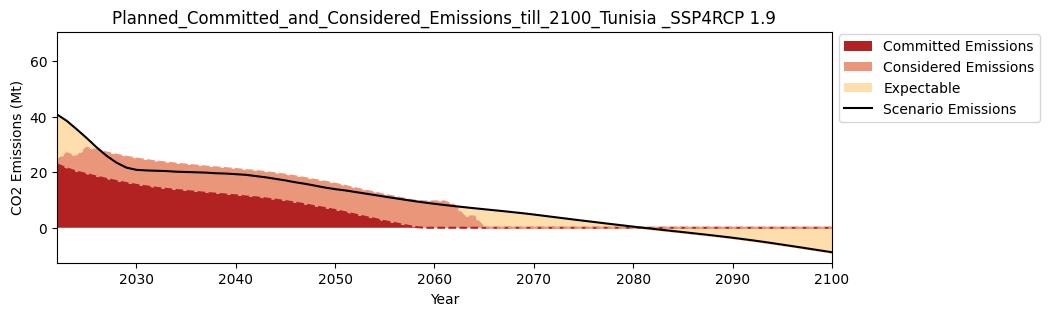 Planned_Committed_and_Considered_Emissions_till_2100_Tunisia _SSP4RCP 1.9
Committed Emissions
Considered Emissions
Expectable
Scenario Emissions
CO2 Emissions (Mt)
60
40
20
0
2030 2040 2050 2060 2070 2080 2090 2100
Year